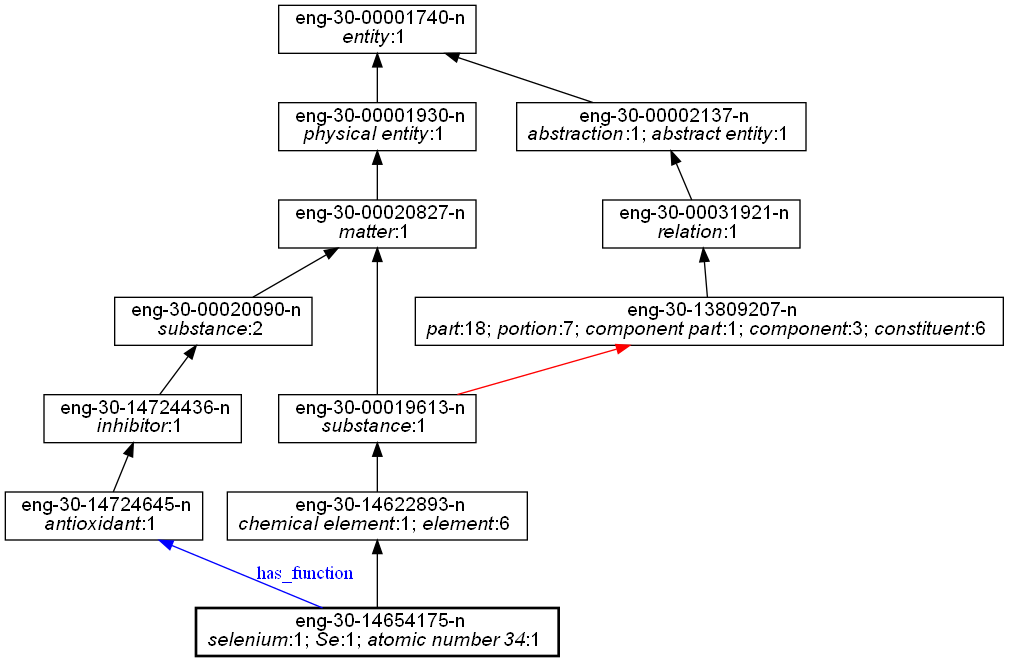 eng-30-00001740-n
entity:1
eng-30-00001930-n
physical entity:1
eng-30-00002137-n
abstraction:1; abstract entity:1
eng-30-00020827-n
matter:1
eng-30-00031921-n
relation:1
eng-30-00020090-n
substance:2
eng-30-13809207-n
part:18; portion:7; component part:1; component:3; constituent:6
eng-30-14724436-n
inhibitor:1
eng-30-00019613-n
substance:1
eng-30-14724645-n
antioxidant:1
eng-30-14622893-n
chemical element:1; element:6
has_function
eng-30-14654175-n
selenium:1; Se:1; atomic number 34:1